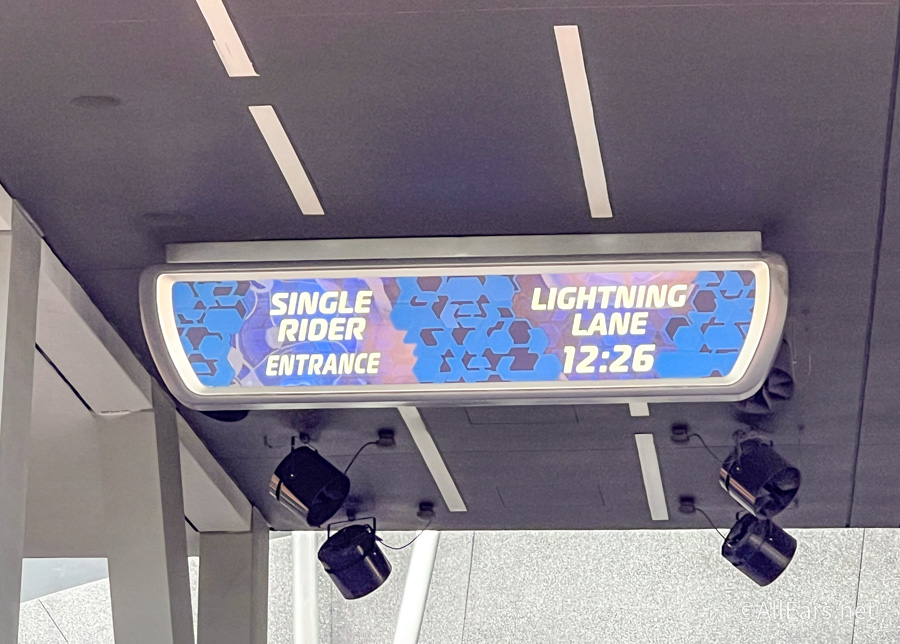 SINGLE
RIDER
ENTRANCE
LIGHTNING
LANE
12:26
©AllEars.net